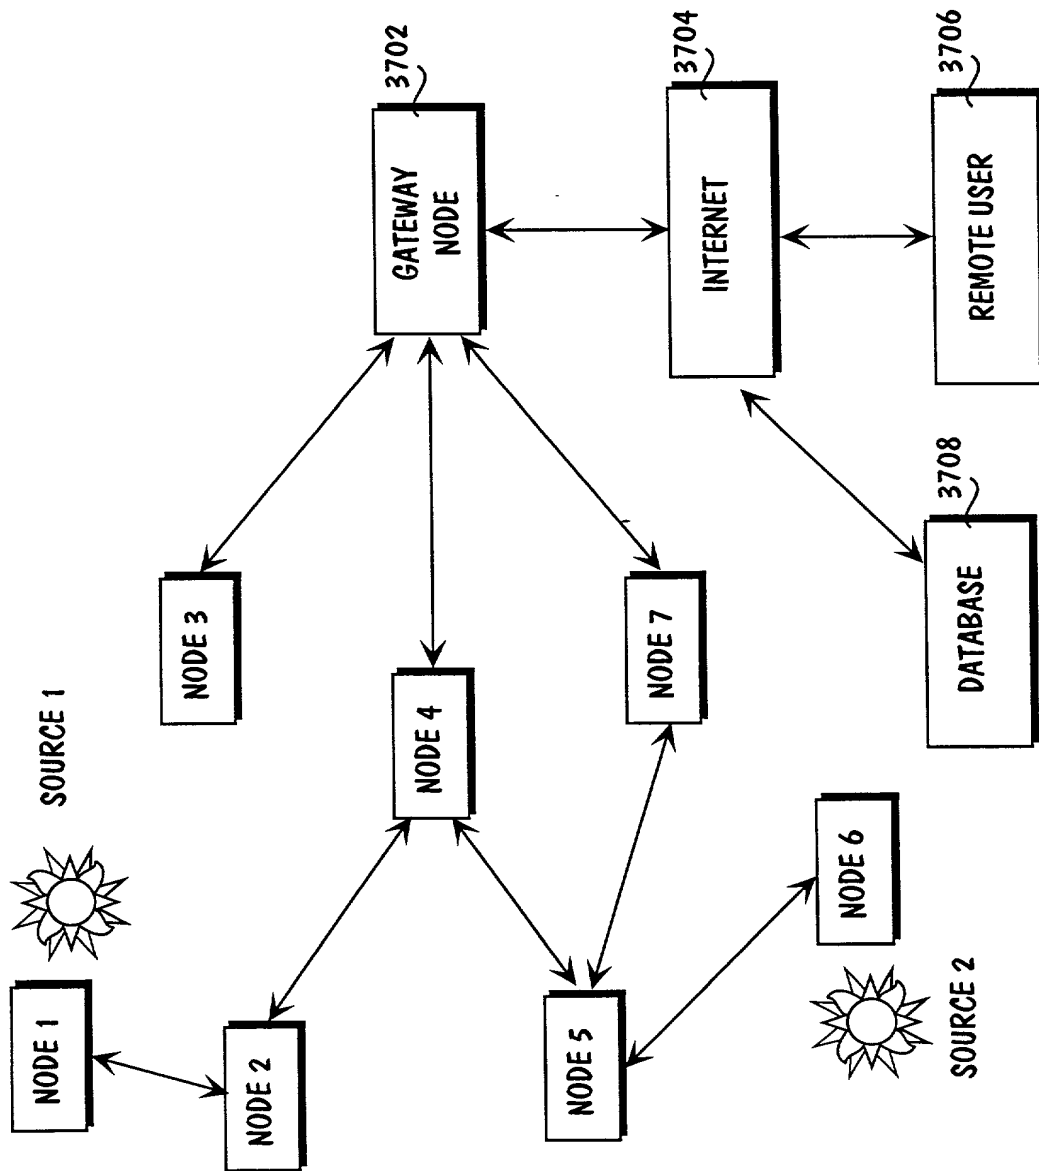 NODE 1
SOURCE 1
NODE 2
NODE 3
NODE 4
GATEWAY
NODE
3702
NODE 5
NODE 7
INTERNET
3704
SOURCE 2
NODE 6
DATABASE
3708
REMOTE USER
3706